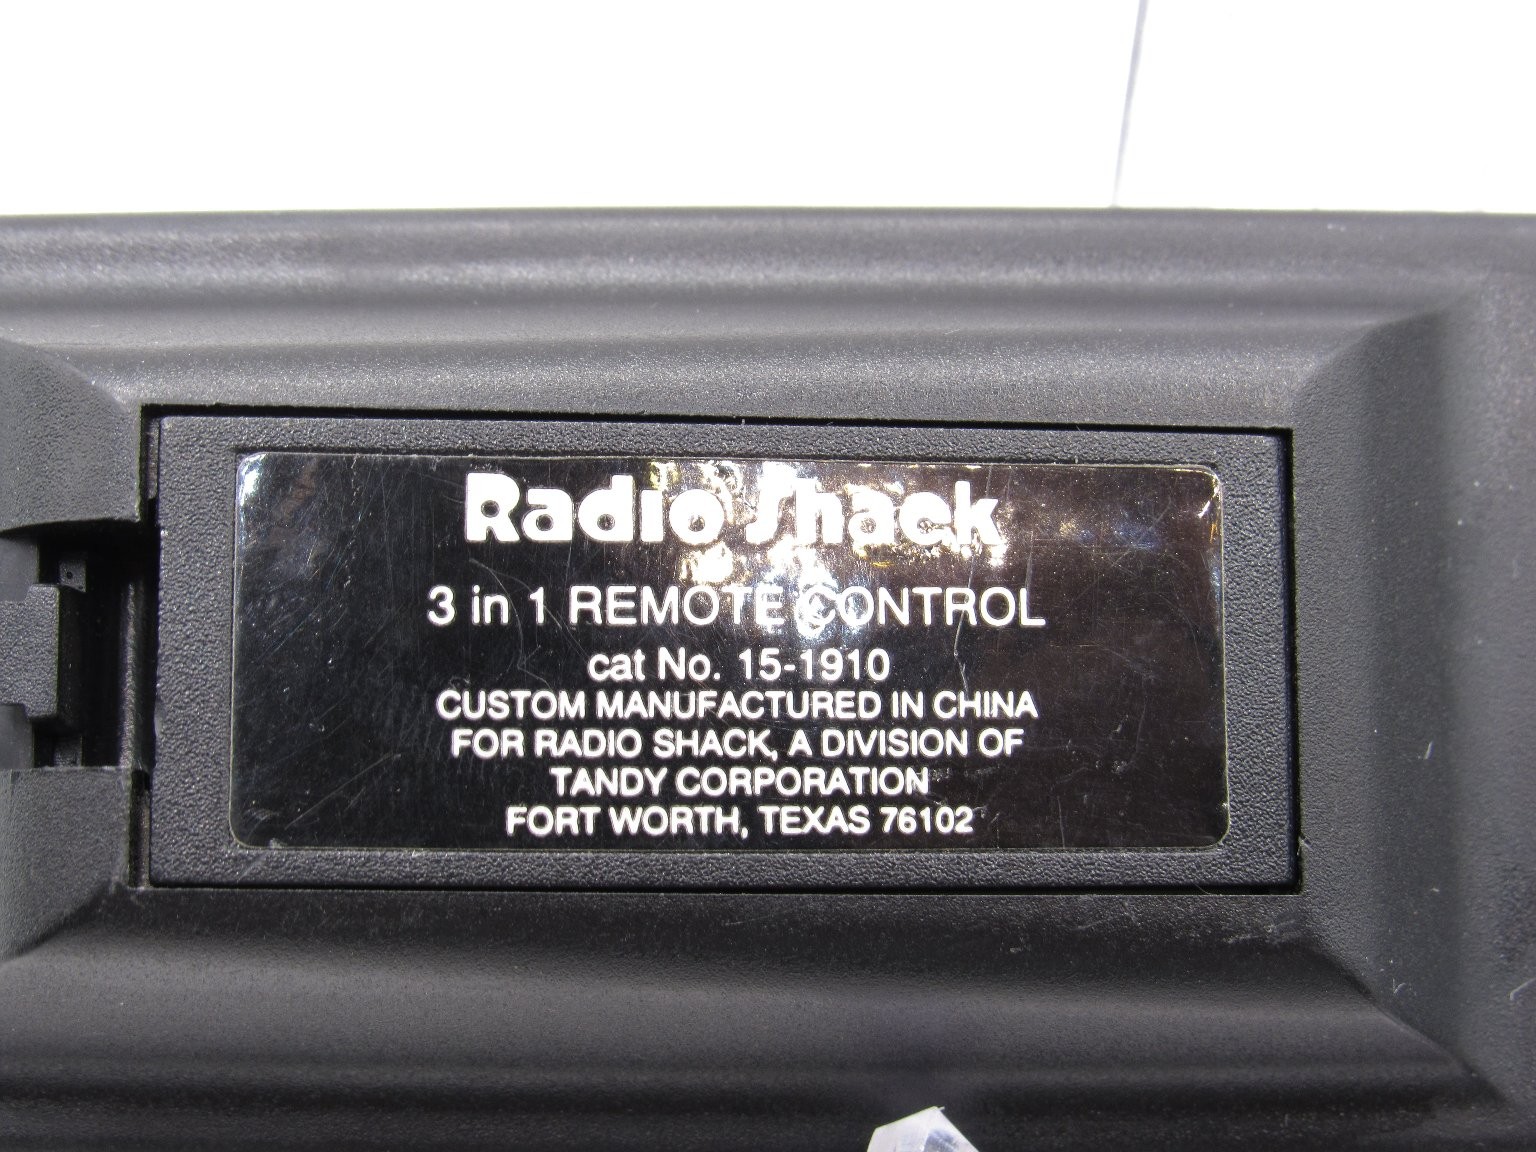 Radio Shack
3 in 1 REMOTE CONTROL
cat No. 15-1910
CUSTOM MANUFACTURED IN CHINA
FOR RADIO SHACK, A DIVISION OF
TANDY CORPORATION
FORT WORTH, TEXAS 76102